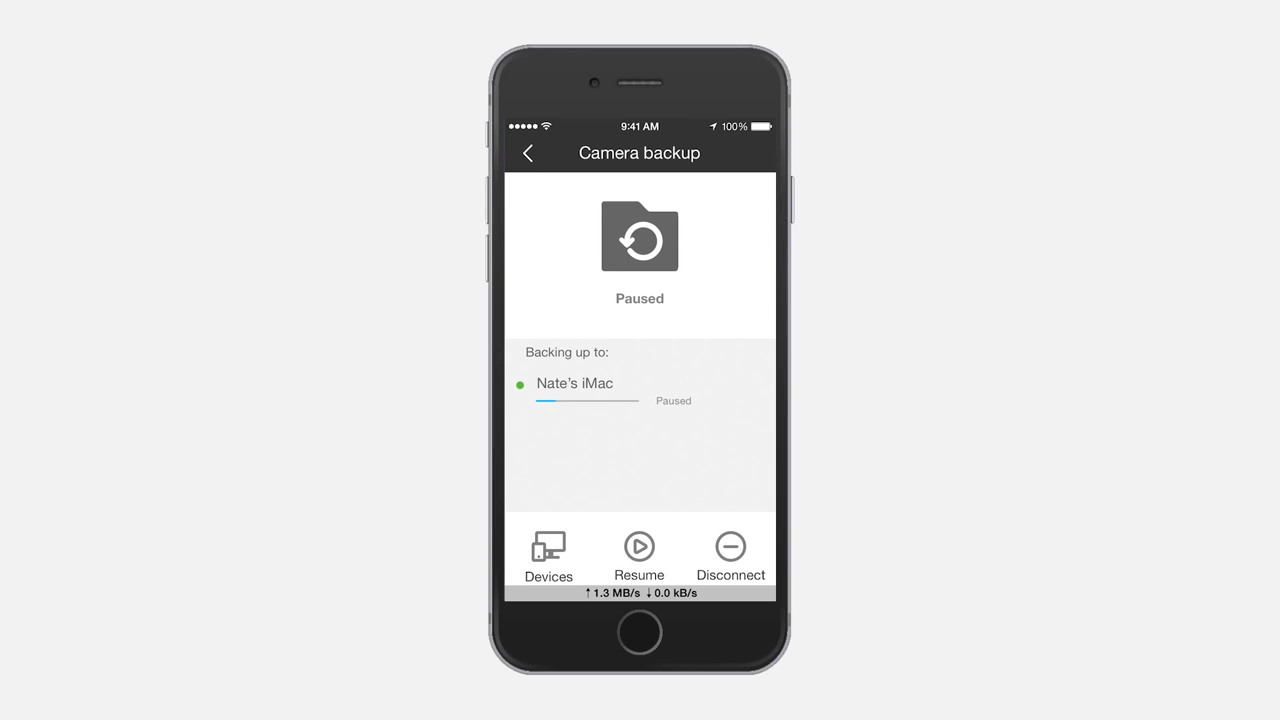 9:41 AM
100%
Camera backup
Paused
Backing up to:
Nate's iMac
Paused
Devices
Resume
Disconnect
↑ 1.3 MB/s ↓ 0.0 kB/s